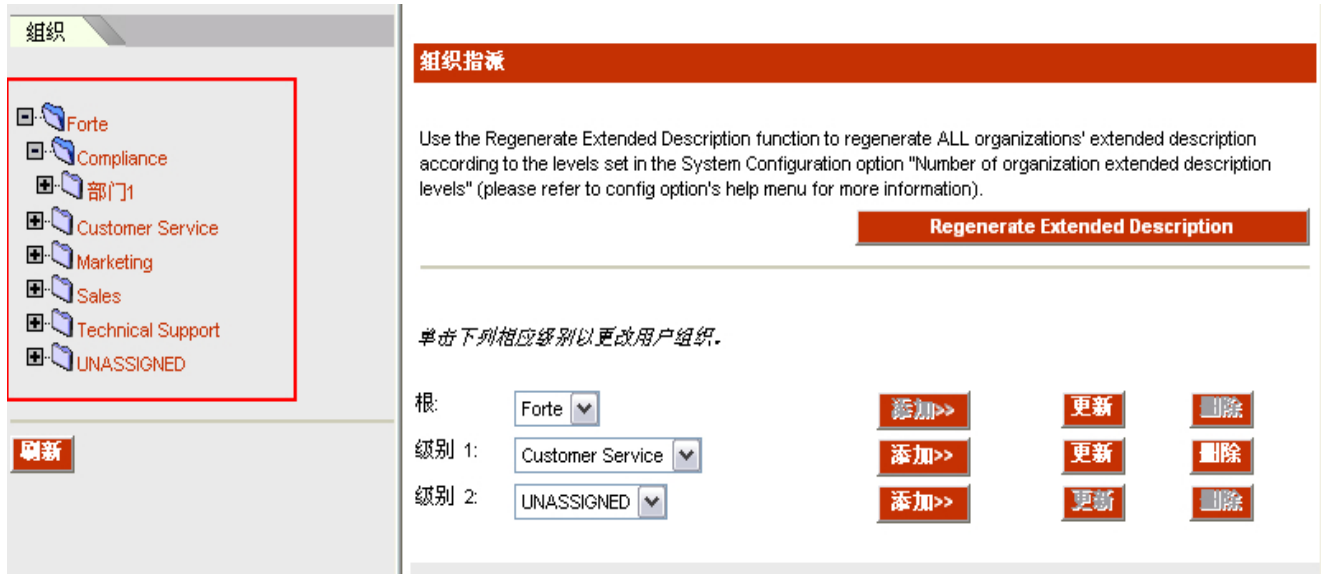 组织
Forte
Compliance
部门1
Customer Service
Marketing
Sales
Technical Support
UNASSIGNED
刷新
组织指派
Use the Regenerate Extended Description function to regenerate ALL organizations' extended description
according to the levels set in the System Configuration option "Number of organization extended description
levels" (please refer to config option's help menu for more information).
Regenerate Extended Description
单击下列相应级别以更改用户组织。
根: Forte 添加>> 更新 删除
级别 1: Customer Service 添加>> 更新 删除
级别 2: UNASSIGNED 添加>> 更新 删除